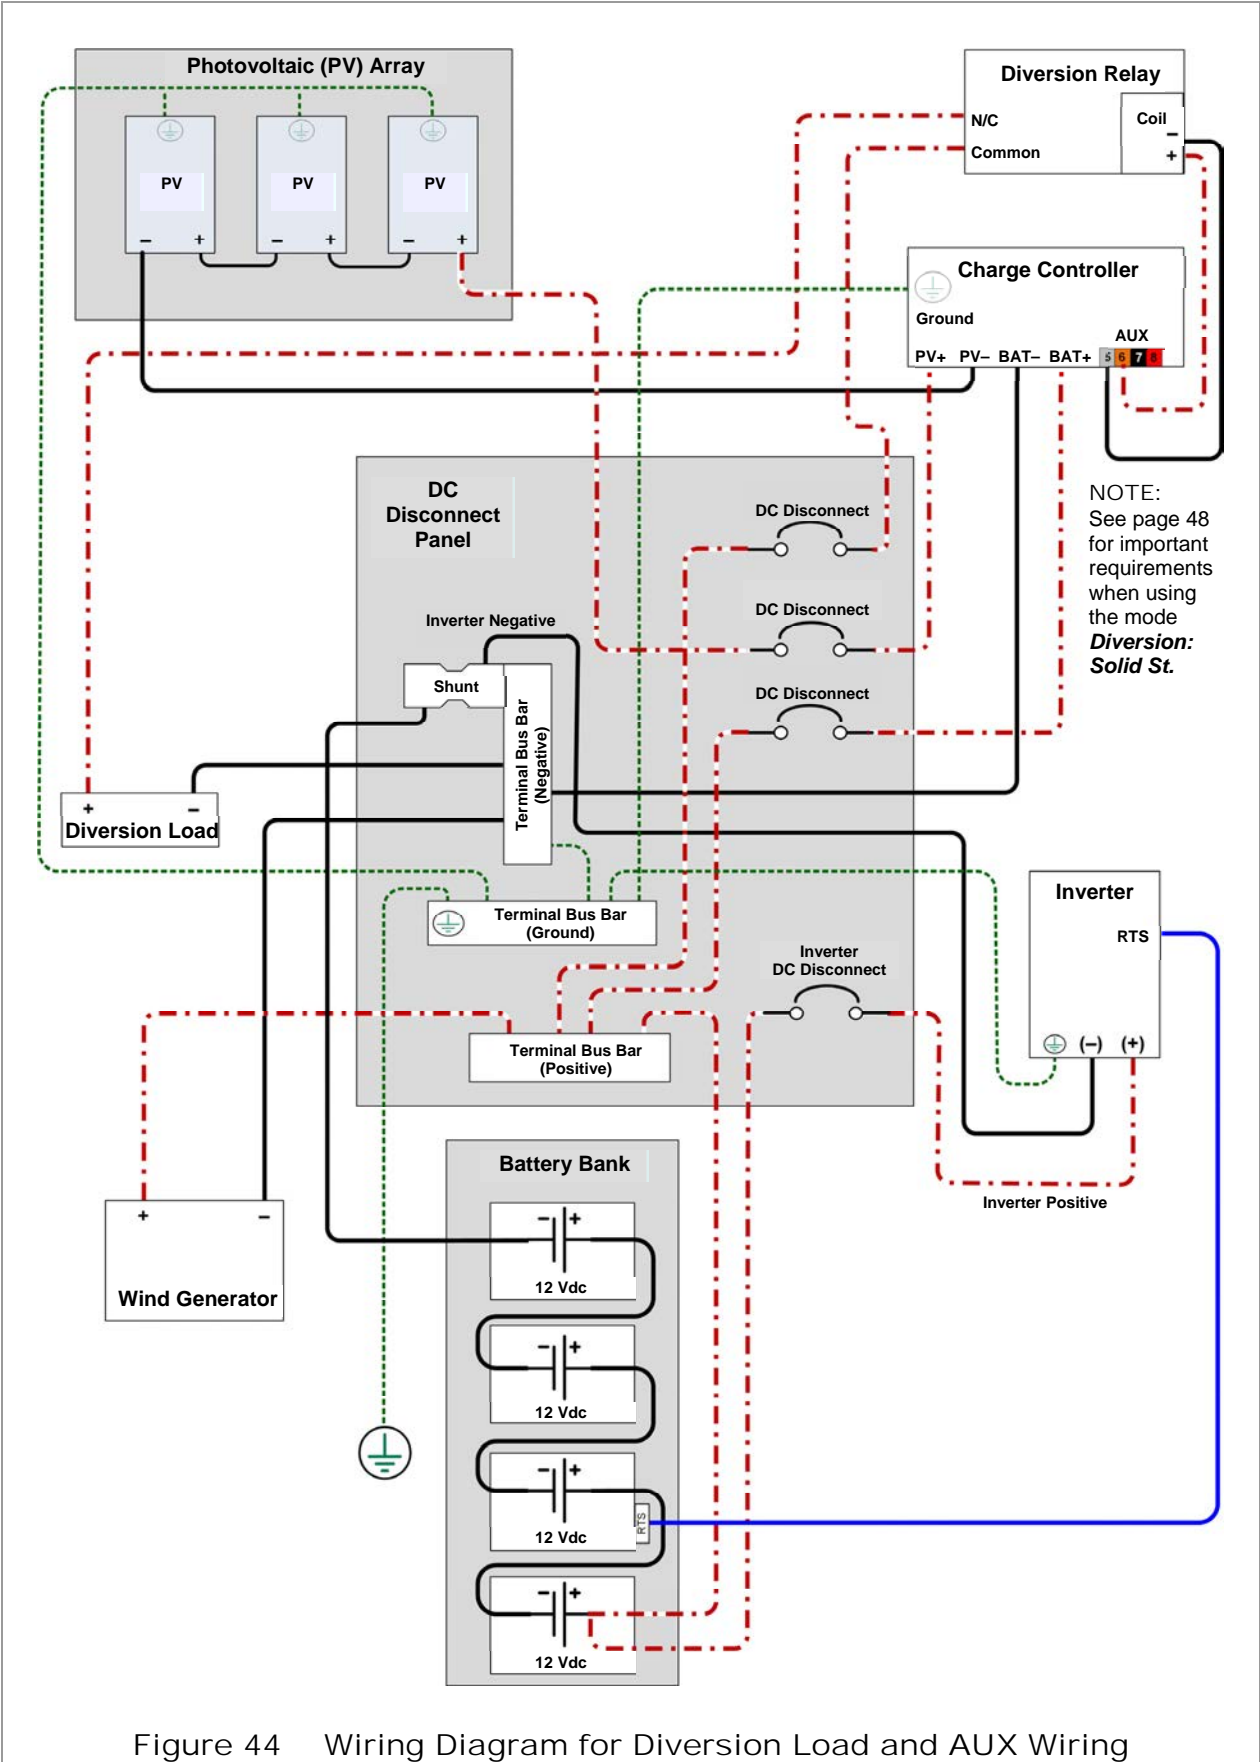 Photovoltaic (PV) Array
PV
PV
PV
– +
– +
– +
Diversion Relay
N/C
Common
Coil
–
+
Charge Controller
Ground
AUX
PV+ PV– BAT– BAT+ 5 6 7 8
NOTE:
See page 48
for important
requirements
when using
the mode
Diversion:
Solid St.
DC
Disconnect
Panel
DC Disconnect
DC Disconnect
DC Disconnect
Inverter Negative
Shunt
Terminal Bus Bar
(Negative)
+ –
Diversion Load
Terminal Bus Bar
(Ground)
Inverter
DC Disconnect
Terminal Bus Bar
(Positive)
Inverter
RTS
(–) (+)
Inverter Positive
+ –
Wind Generator
Battery Bank
– +
12 Vdc
– +
12 Vdc
– +
12 Vdc
RTS
– +
12 Vdc
Figure 44 Wiring Diagram for Diversion Load and AUX Wiring